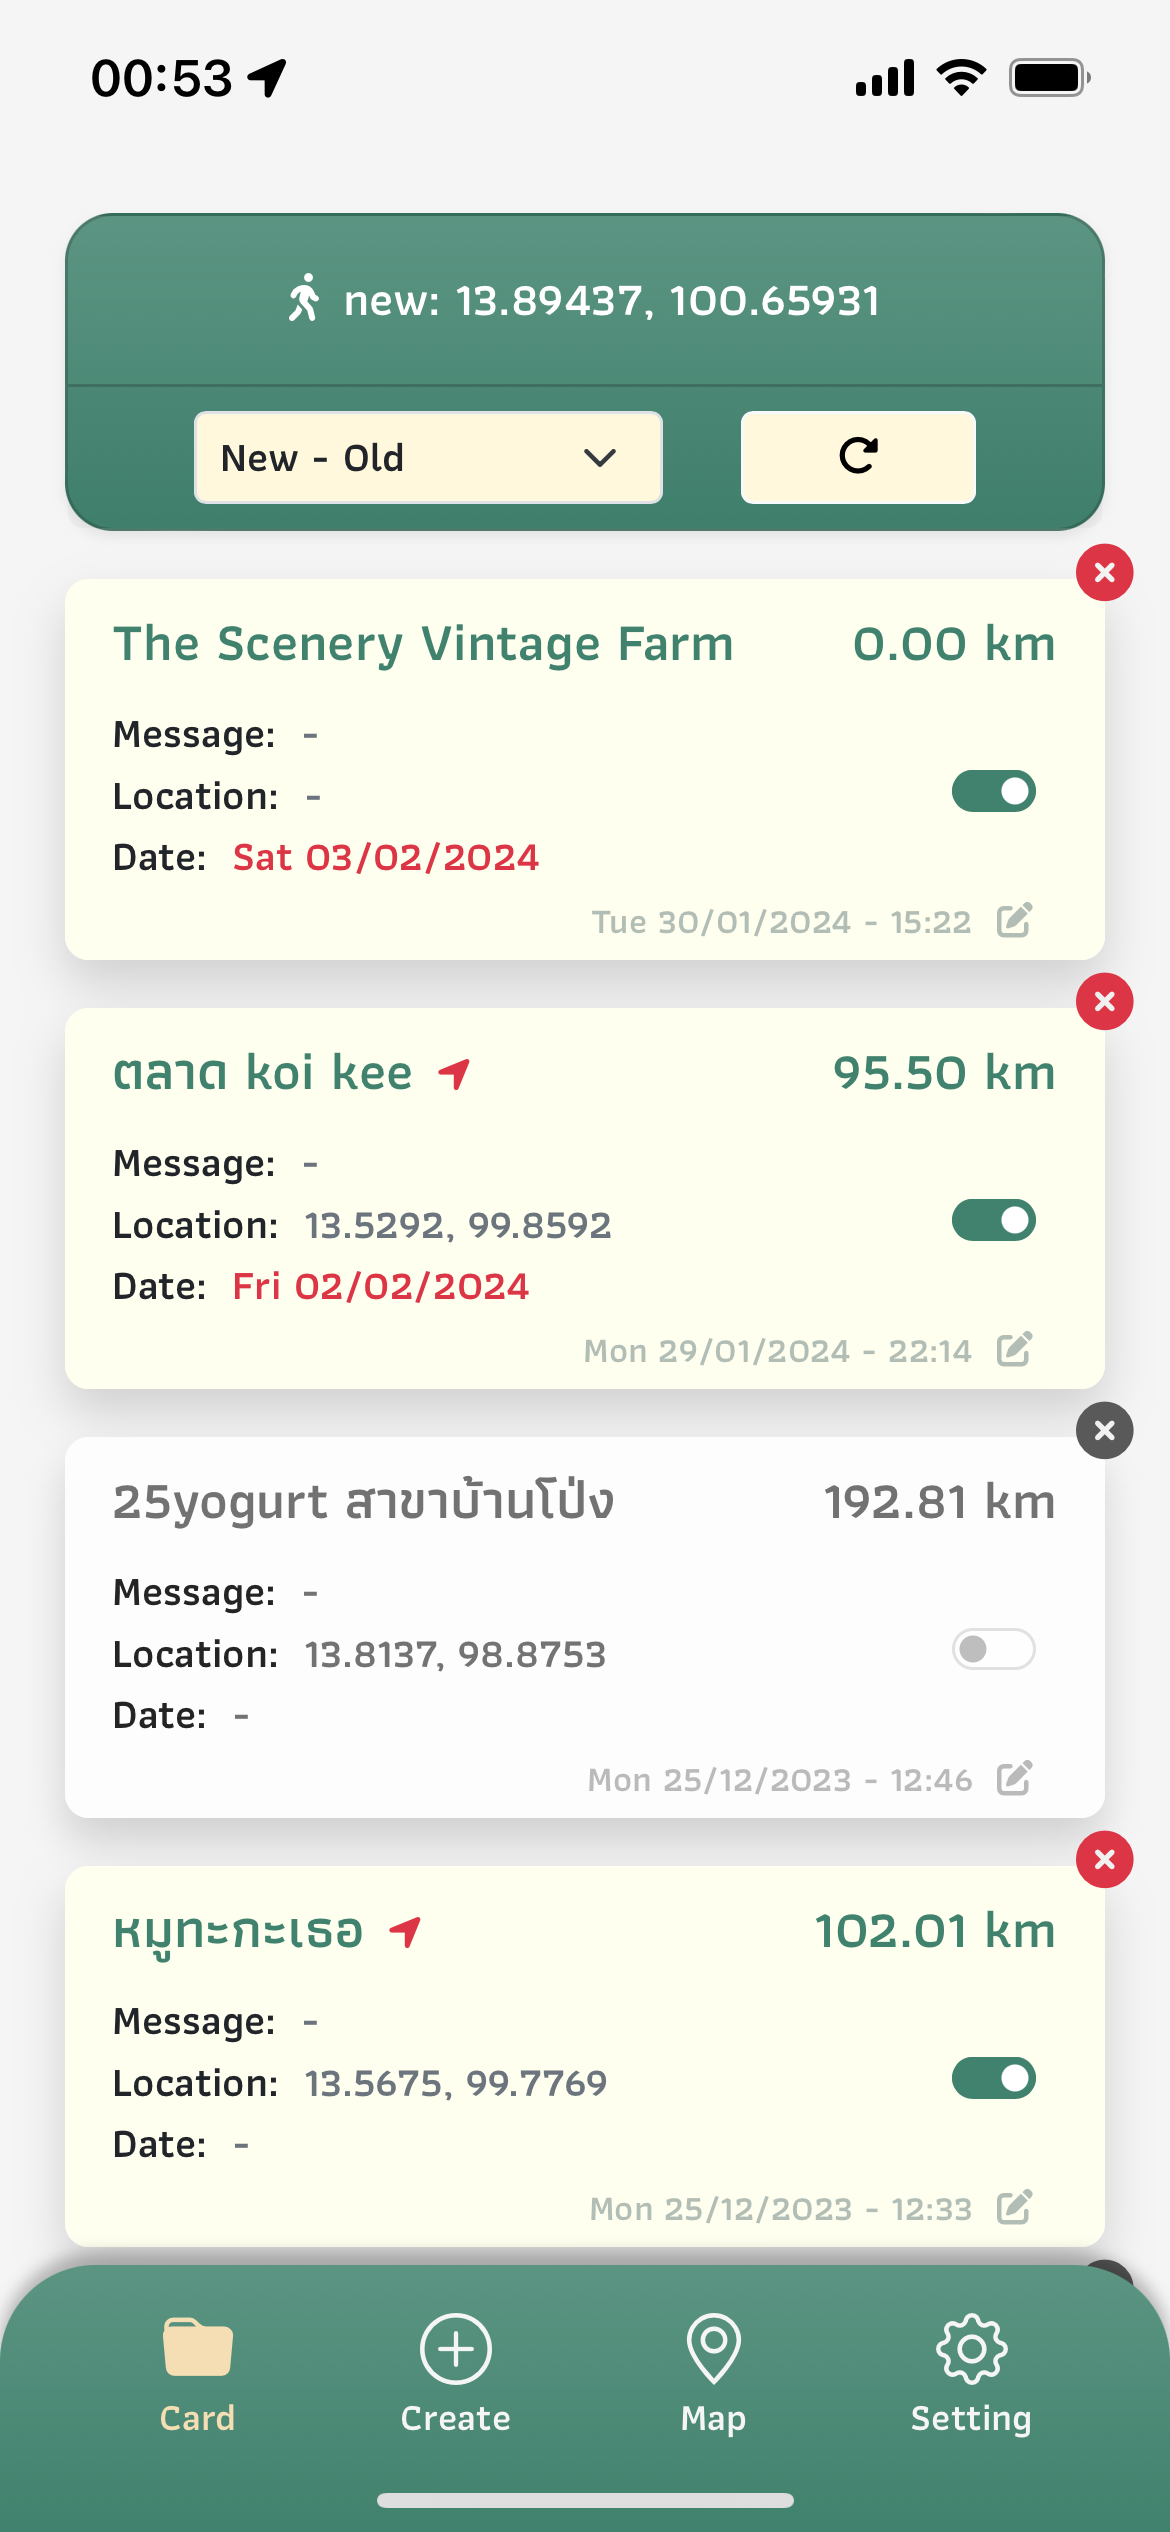 00:53
new: 13.89437, 100.65931
New - Old
The Scenery Vintage Farm 0.00 km
Message: -
Location: -
Date: Sat 03/02/2024
Tue 30/01/2024 - 15:22
ตลาด koi kee 95.50 km
Message: -
Location: 13.5292, 99.8592
Date: Fri 02/02/2024
Mon 29/01/2024 - 22:14
25yogurt สาขาบ้านโป่ง 192.81 km
Message: -
Location: 13.8137, 98.8753
Date: -
Mon 25/12/2023 - 12:46
หมูทะกะเธอ 102.01 km
Message: -
Location: 13.5675, 99.7769
Date: -
Mon 25/12/2023 - 12:33
Card Create Map Setting